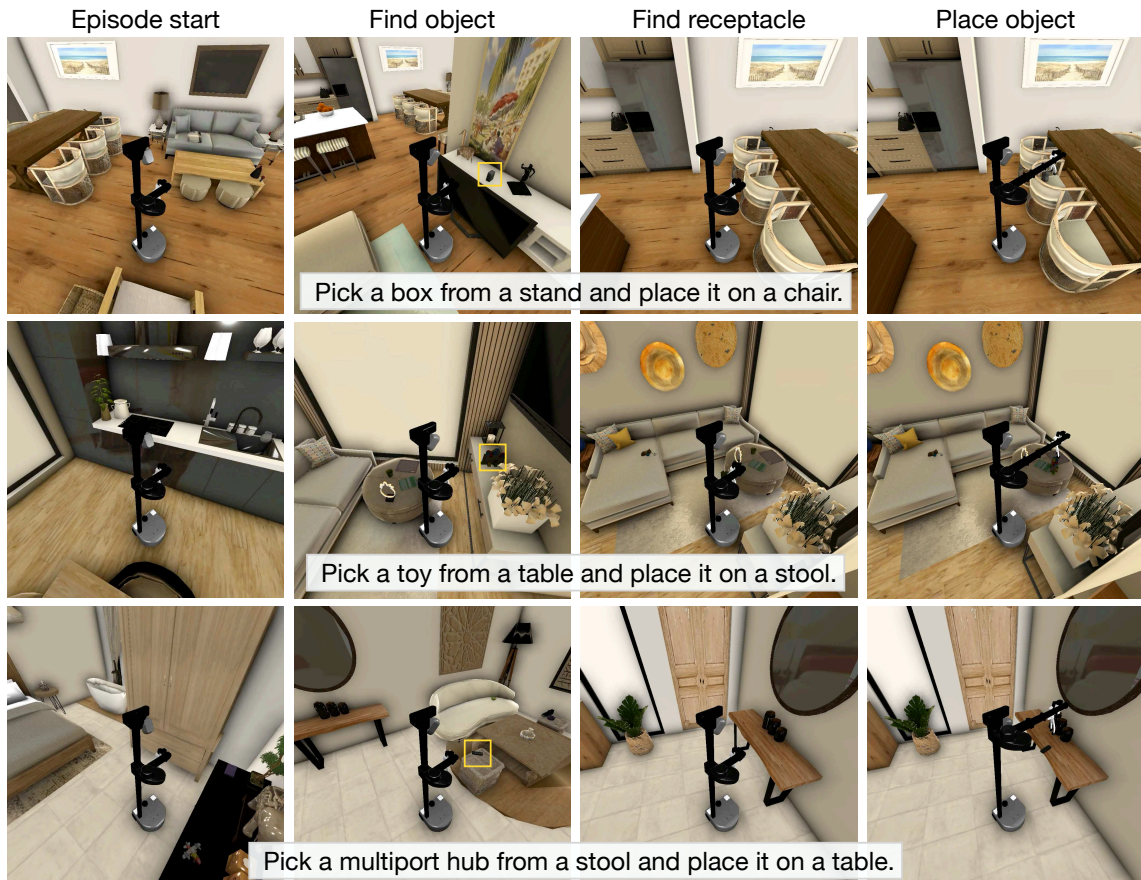 Episode start
Find object
Find receptacle
Place object
Pick a box from a stand and place it on a chair.
Pick a toy from a table and place it on a stool.
Pick a multiport hub from a stool and place it on a table.